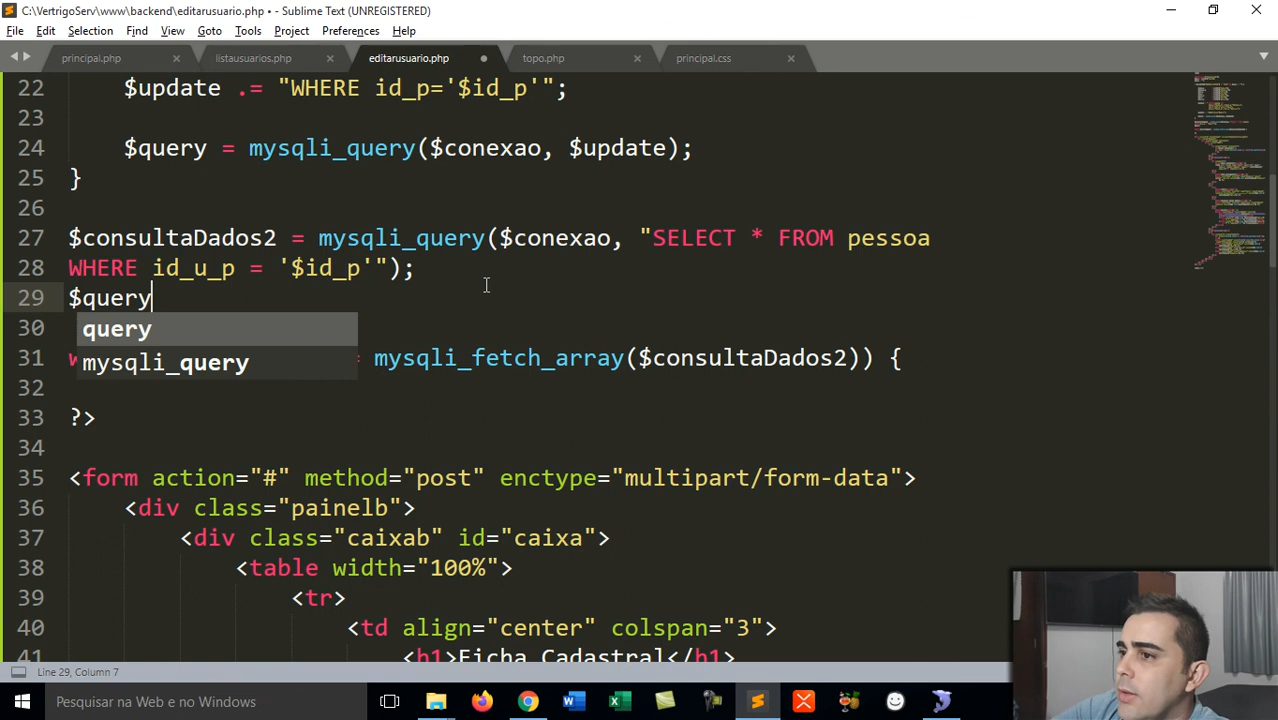 C:\VertrigoServ\www\backend\editarusuario.php • - Sublime Text (UNREGISTERED)
File Edit Selection Find View Goto Tools Project Preferences Help
principal.php listausuarios.php editarusuario.php topo.php principal.css
22 $update .= "WHERE id_p='$id_p'";
23
24 $query = mysqli_query($conexao, $update);
25 }
26
27 $consultaDados2 = mysqli_query($conexao, "SELECT * FROM pessoa
28 WHERE id_u_p = '$id_p'");
29 $query
query
30
mysqli_query
31 = mysqli_fetch_array($consultaDados2)) {
32
33 ?>
34
35 <form action="#" method="post" enctype="multipart/form-data">
36 <div class="painelb">
37 <div class="caixab" id="caixa">
38 <table width="100%">
39 <tr>
40 <td align="center" colspan="3">
41 <h1>Ficha Cadastral</h1>
Line 29, Column 7
Pesquisar na Web e no Windows